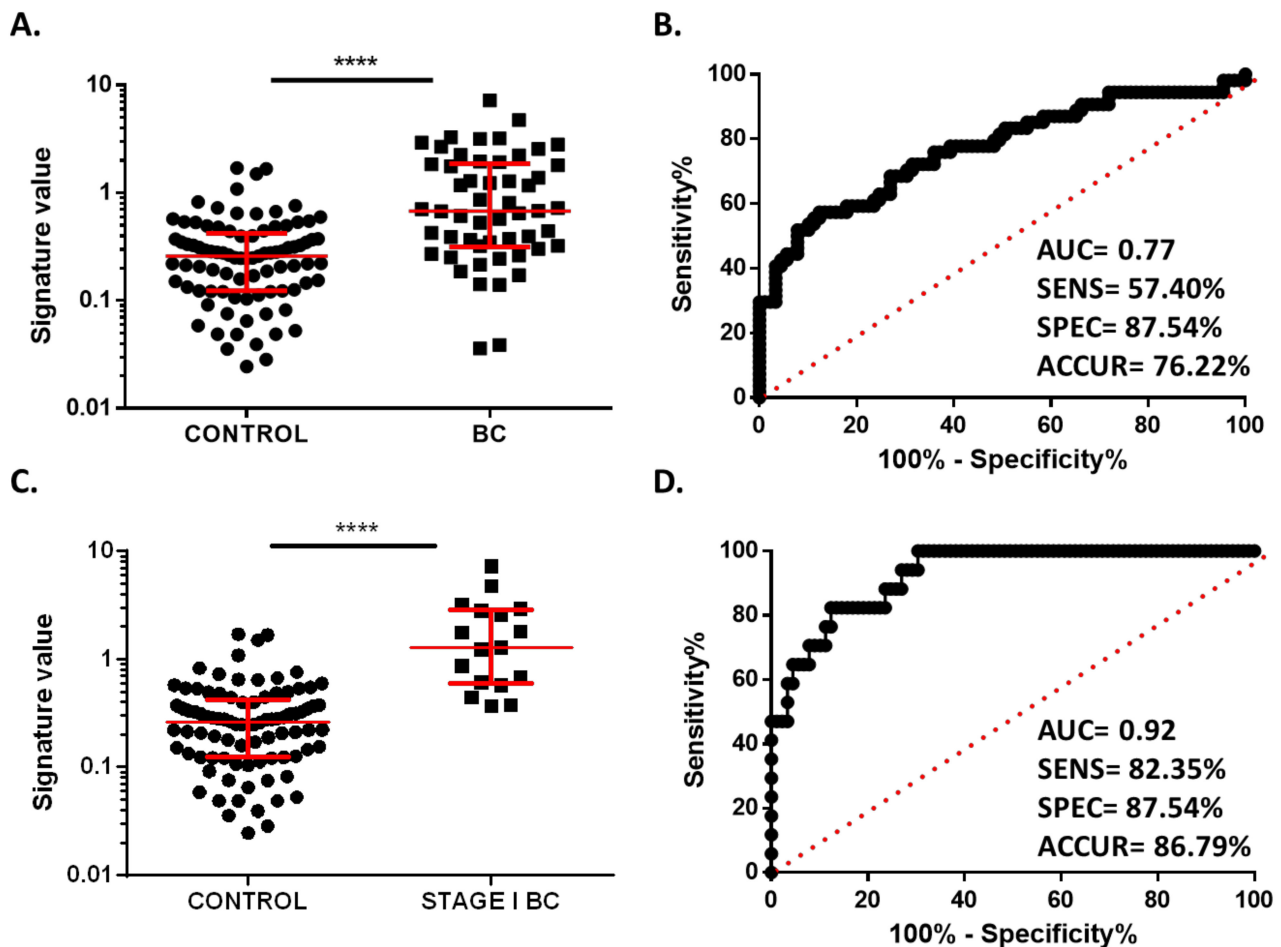 A.
****
10
1
0.1
0.01
Signature value
CONTROL
BC
B.
100
80
60
40
20
0
Sensitivity%
AUC= 0.77
SENS= 57.40%
SPEC= 87.54%
ACCUR= 76.22%
0
20
40
60
80
100
100% - Specificity%
C.
****
10
1
0.1
0.01
Signature value
CONTROL
STAGE I BC
D.
100
80
60
40
20
0
Sensitivity%
AUC= 0.92
SENS= 82.35%
SPEC= 87.54%
ACCUR= 86.79%
0
20
40
60
80
100
100% - Specificity%